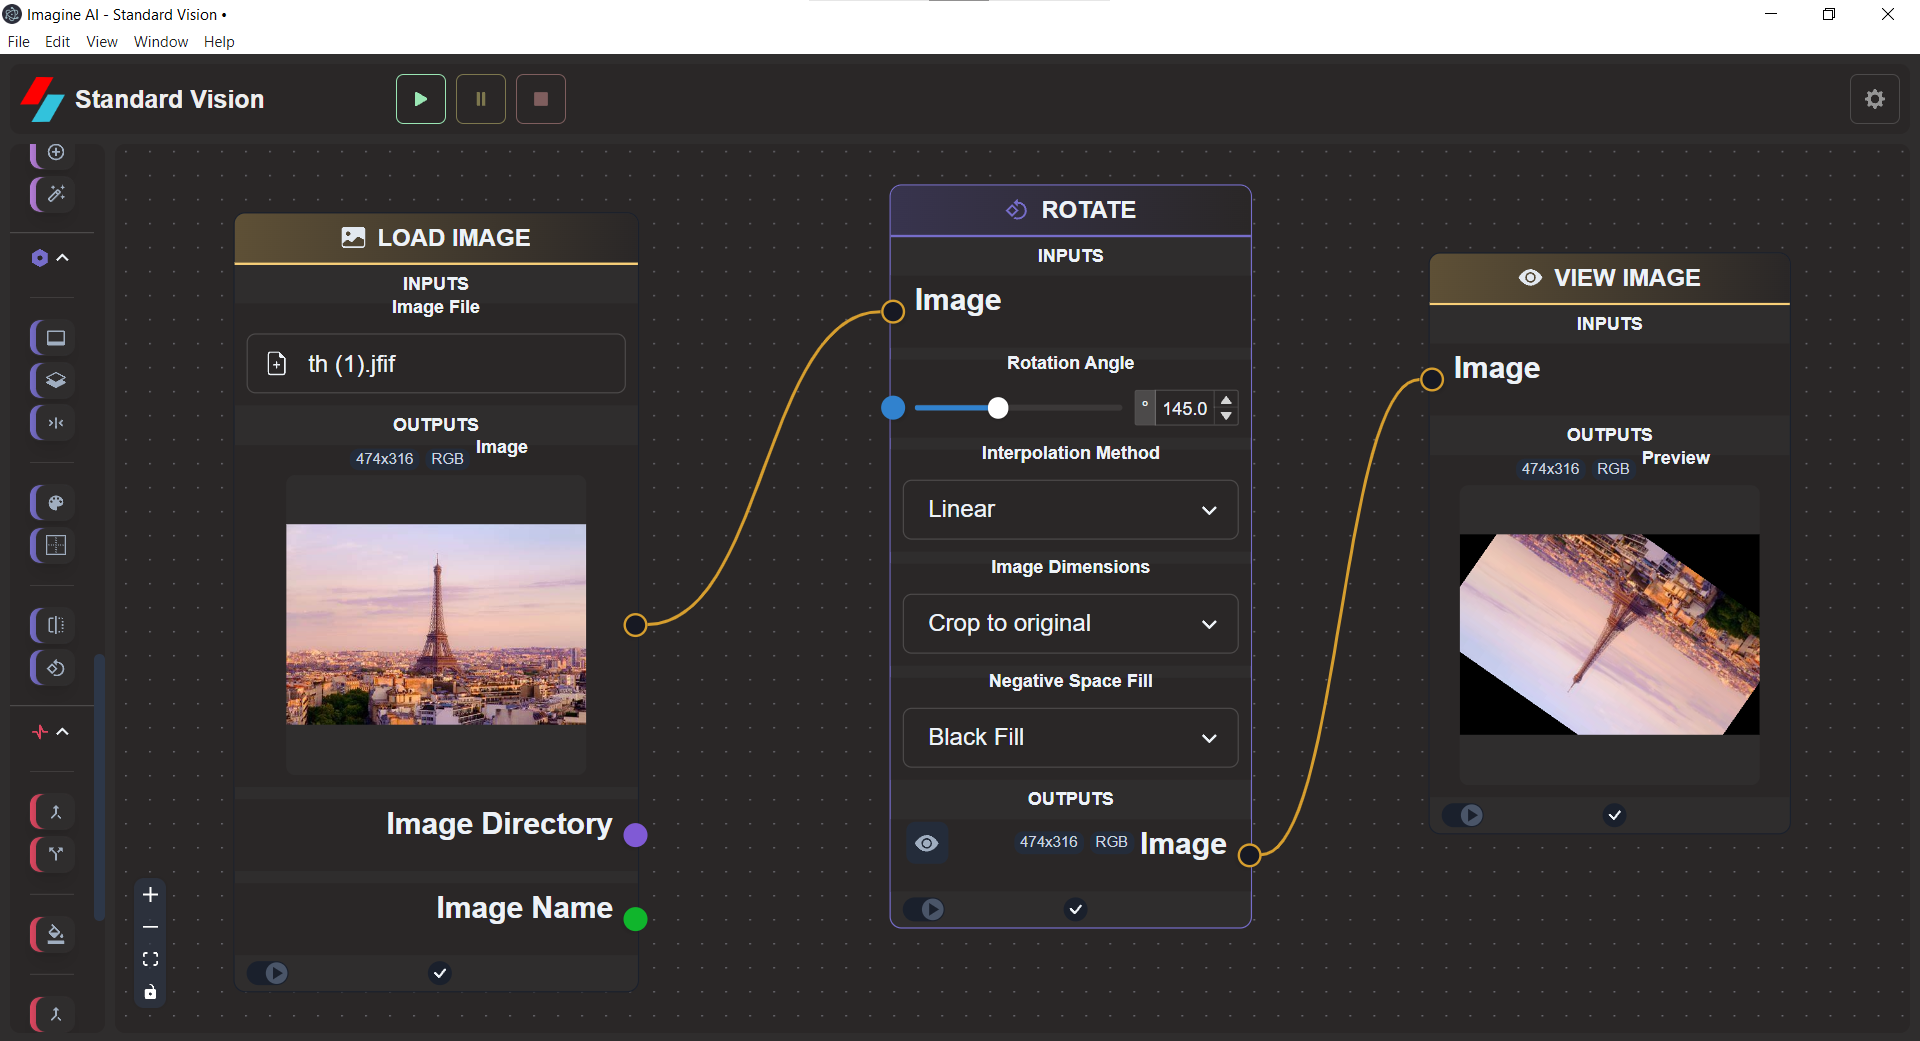 Imagine AI - Standard Vision •
File Edit View Window Help
Standard Vision
LOAD IMAGE
INPUTS
Image File
th (1).jfif
OUTPUTS
474x316 RGB Image
Image Directory
Image Name
ROTATE
INPUTS
Image
Rotation Angle
° 145.0
Interpolation Method
Linear
Image Dimensions
Crop to original
Negative Space Fill
Black Fill
OUTPUTS
474x316 RGB Image
VIEW IMAGE
INPUTS
Image
OUTPUTS
474x316 RGB Preview